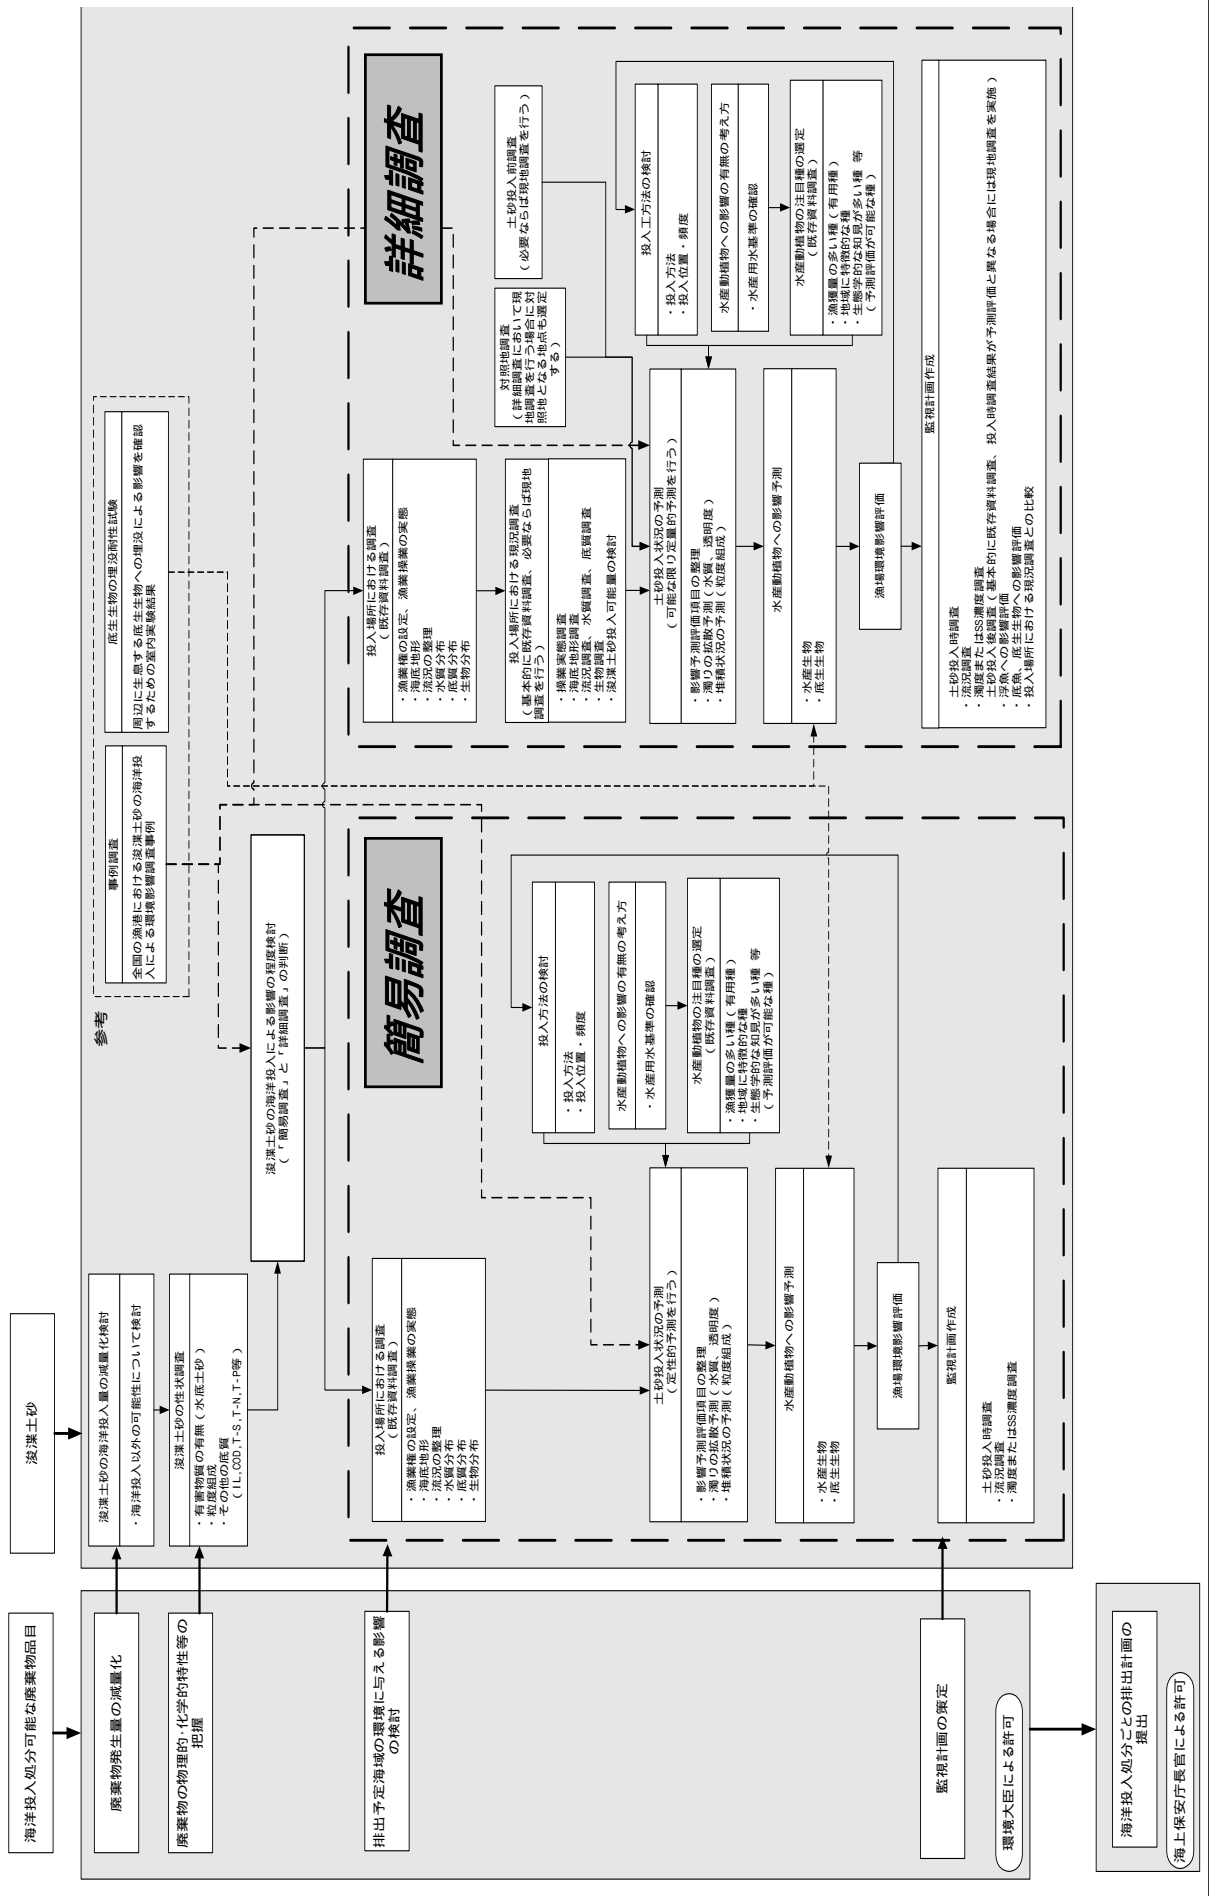 海洋投入処分可能な廃棄物品目
廃棄物発生量の減量化
廃棄物の物理的･化学的特性等の
把握
排出予定海域の環境に与える影響
の検討
監視計画の策定
環境大臣による許可
海洋投入処分ごとの排出計画の
提出
海上保安庁長官による許可
浚渫土砂
浚渫土砂の海洋投入量の減量化検討
・海洋投入以外の可能性について検討
浚渫土砂の性状調査
・有害物質の有無（水底土砂）
・粒度組成
・その他の底質
（IL,COD,T-S,T-N,T-P等）
浚渫土砂の海洋投入による影響の程度検討
（「簡易調査」と「詳細調査」の判断）
参考
事例調査
全国の漁港における浚渫土砂の海洋投
入による環境影響調査事例
底生生物の埋没耐性試験
周辺に生息する底生生物への埋没による影響を確認
するための室内実験結果
簡易調査
投入場所における調査
（既存資料調査）
・漁業権の設定、漁業操業の実態
・海底地形
・流況の整理
・水質分布
・底質分布
・生物分布
投入方法の検討
・投入方法
・投入位置・頻度
水産動植物への影響の有無の考え方
・水産用水基準の確認
水産動植物の注目種の選定
（既存資料調査）
・漁獲量の多い種（有用種）
・地域に特徴的な種
・生態学的な知見が多い種　等
（予測評価が可能な種）
土砂投入状況の予測
（定性的予測を行う）
・影響予測評価項目の整理
・濁りの拡散予測（水質、透明度）
・堆積状況の予測（粒度組成）
水産動植物への影響予測
・水産生物
・底生生物
漁場環境影響評価
監視計画作成
土砂投入時調査
・流況調査
・濁度またはSS濃度調査
詳細調査
投入場所における調査
（既存資料調査）
・漁業権の設定、漁業操業の実態
・海底地形
・流況の整理
・水質分布
・底質分布
・生物分布
投入場所における現況調査
（基本的に既存資料調査、必要ならば現地
調査を行う）
・操業実態調査
・海底地形調査
・流況調査、水質調査、底質調査
・生物調査
・浚渫土砂投入可能量の検討
対照地調査
（詳細調査において現
地調査を行う場合に対
照地となる地点も選定
する）
土砂投入前調査
（必要ならば現地調査を行う）
投入工方法の検討
・投入方法
・投入位置・頻度
水産動植物への影響の有無の考え方
・水産用水基準の確認
水産動植物の注目種の選定
（既存資料調査）
・漁獲量の多い種（有用種）
・地域に特徴的な種
・生態学的な知見が多い種　等
（予測評価が可能な種）
土砂投入状況の予測
（可能な限り定量的予測を行う）
・影響予測評価項目の整理
・濁りの拡散予測（水質、透明度）
・堆積状況の予測（粒度組成）
水産動植物への影響予測
・水産生物
・底生生物
漁場環境影響評価
監視計画作成
土砂投入時調査
・流況調査
・濁度またはSS濃度調査
土砂投入後調査（基本的に既存資料調査、投入時調査結果が予測評価と異なる場合には現地調査を実施）
・浮魚への影響評価
・底魚、底生生物への影響評価
・投入場所における現況調査との比較